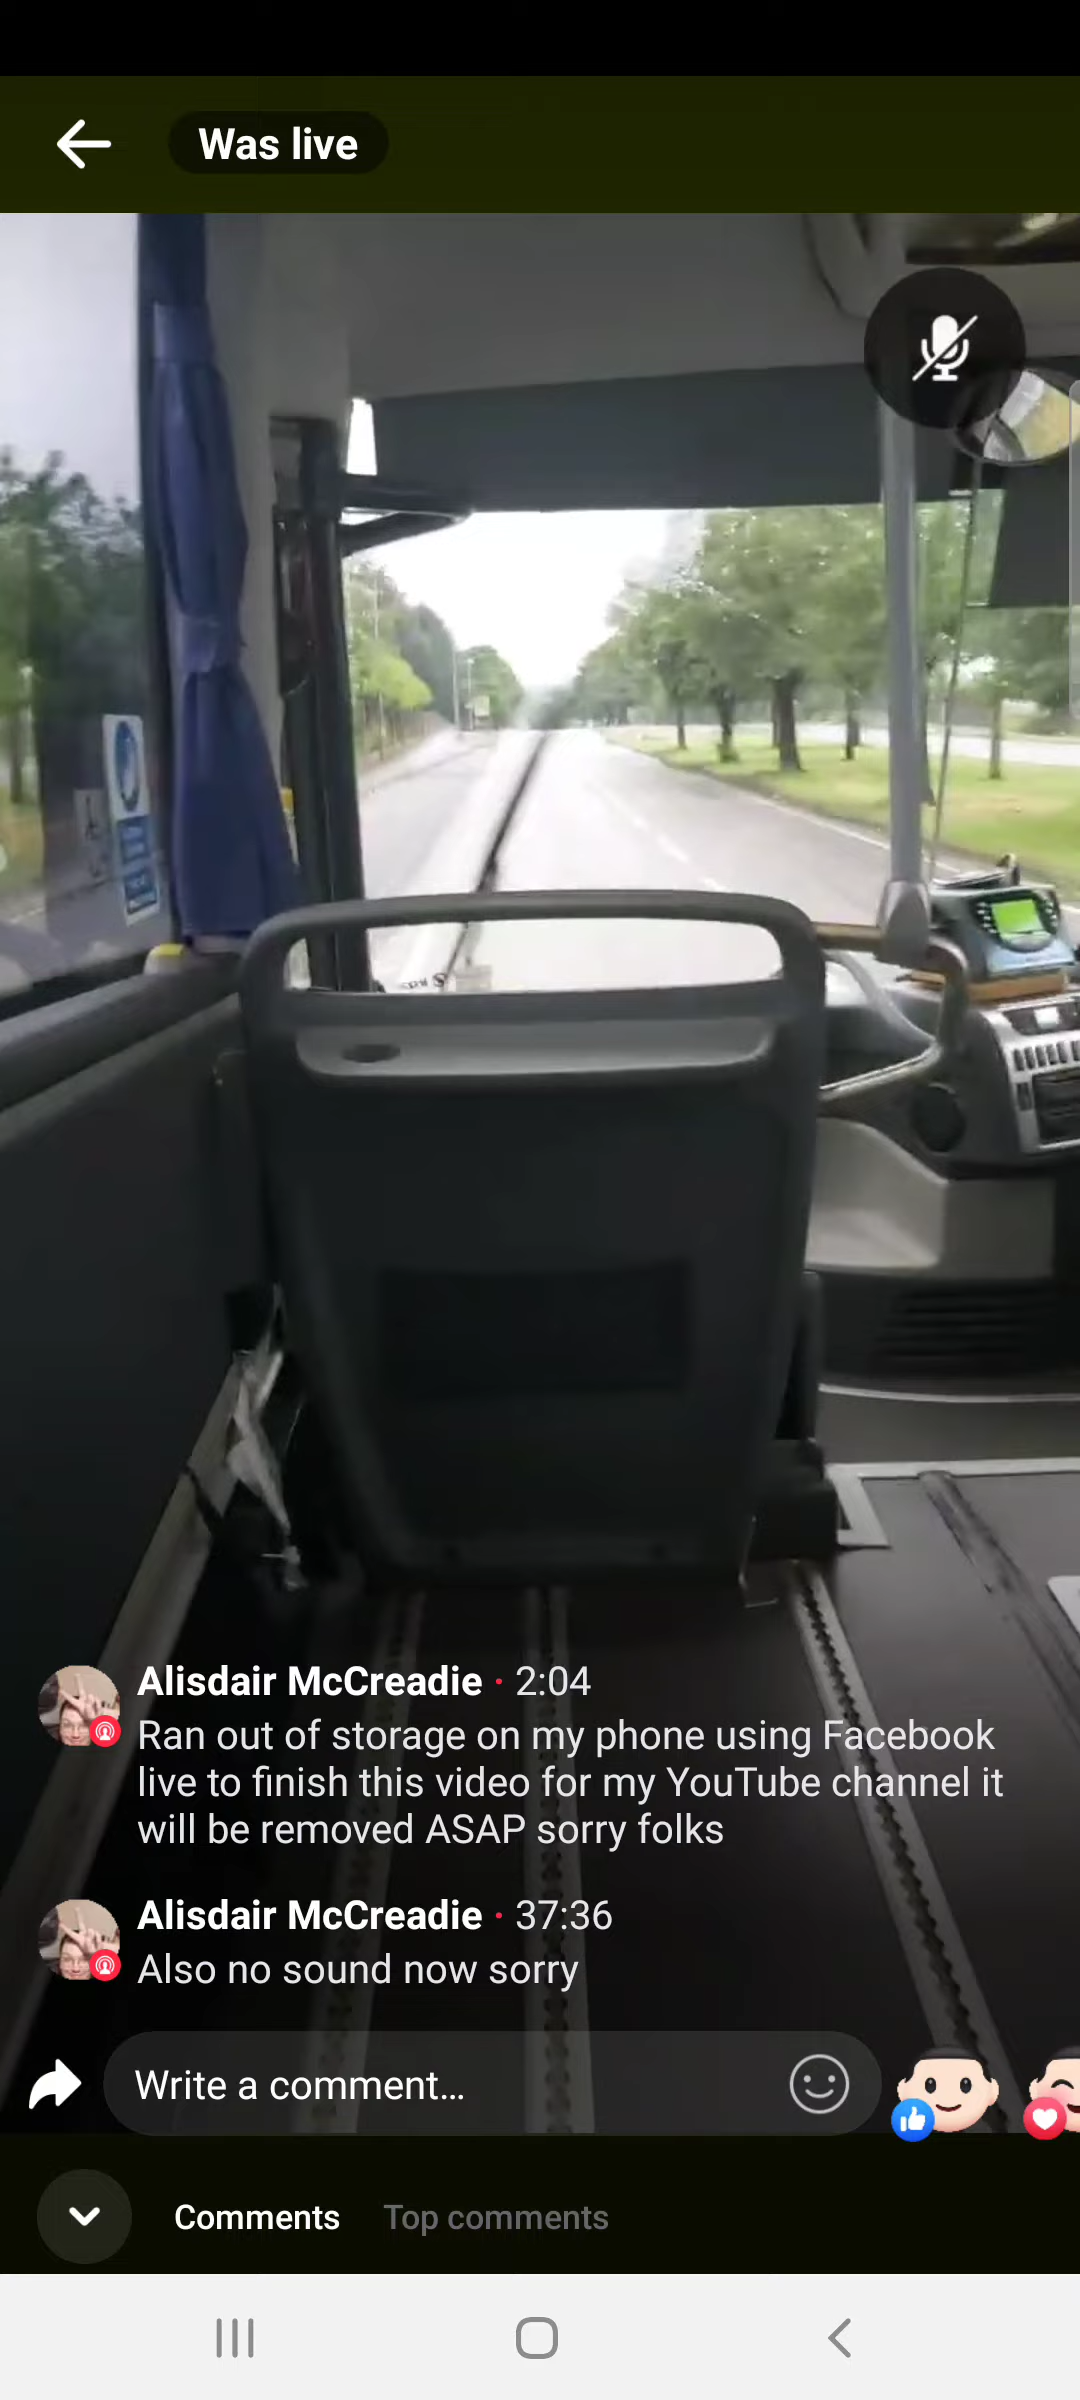 Was live
Alisdair McCreadie · 2:04
Ran out of storage on my phone using Facebook
live to finish this video for my YouTube channel it
will be removed ASAP sorry folks
Alisdair McCreadie · 37:36
Also no sound now sorry
Write a comment...
Comments Top comments